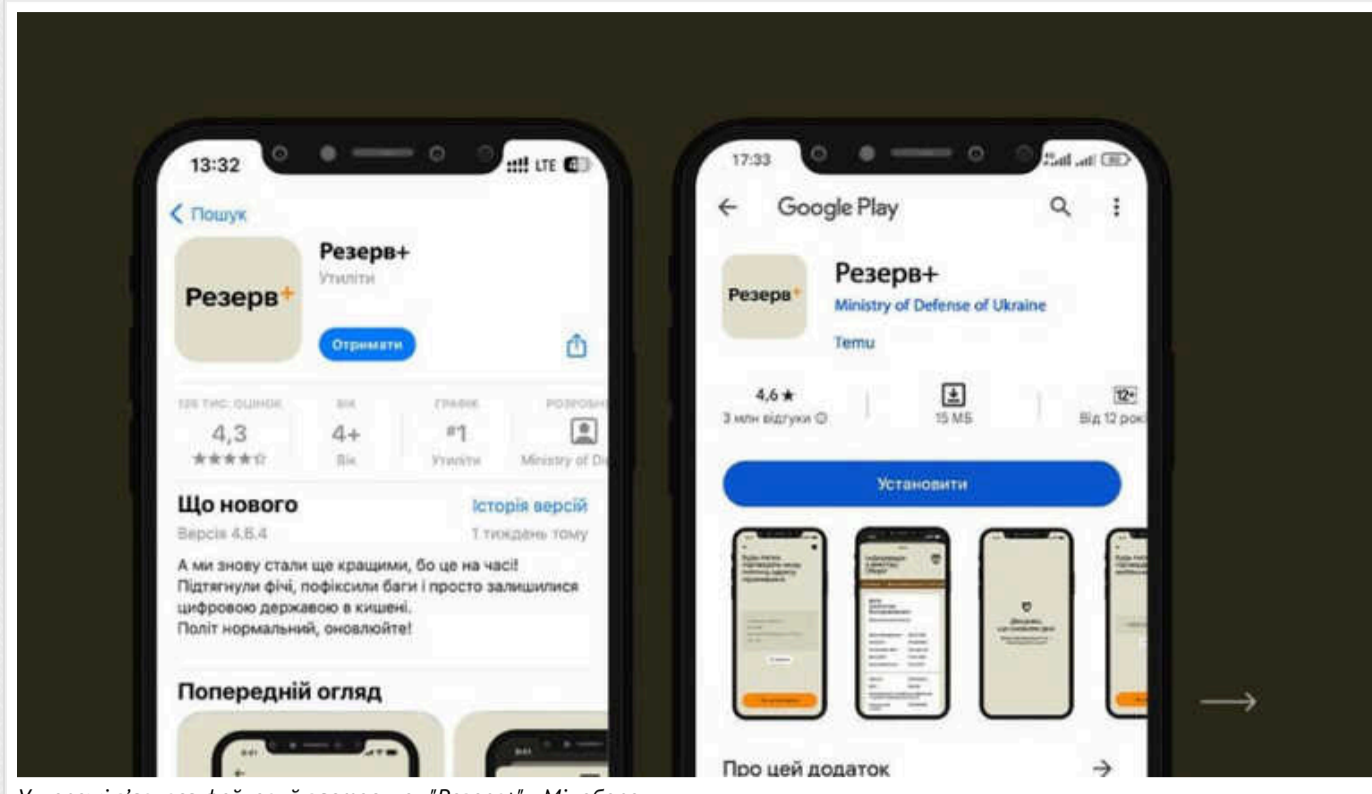 13:32
LTE
Пошук
Резерв+
Резерв+
Утиліти
Отримати
ВІК
ГРАФІК
4,3
4+
#1
Вік
Утиліти
Ministry of De
Що нового
Історія версій
Версія 4.6.4
1 тиждень тому
А ми знову стали ще кращими, бо це на часі!
Підтягнули фічі, пофіксили баги і просто залишилися
цифровою державою в кишені.
Політ нормальний, оновлюйте!
Попередній огляд
17:33
Google Play
Резерв+
Резерв+
Ministry of Defense of Ukraine
Temu
4,6 ★
3 млн відгуки
15 МБ
12+
Від 12 рокі
Установити
Про цей додаток